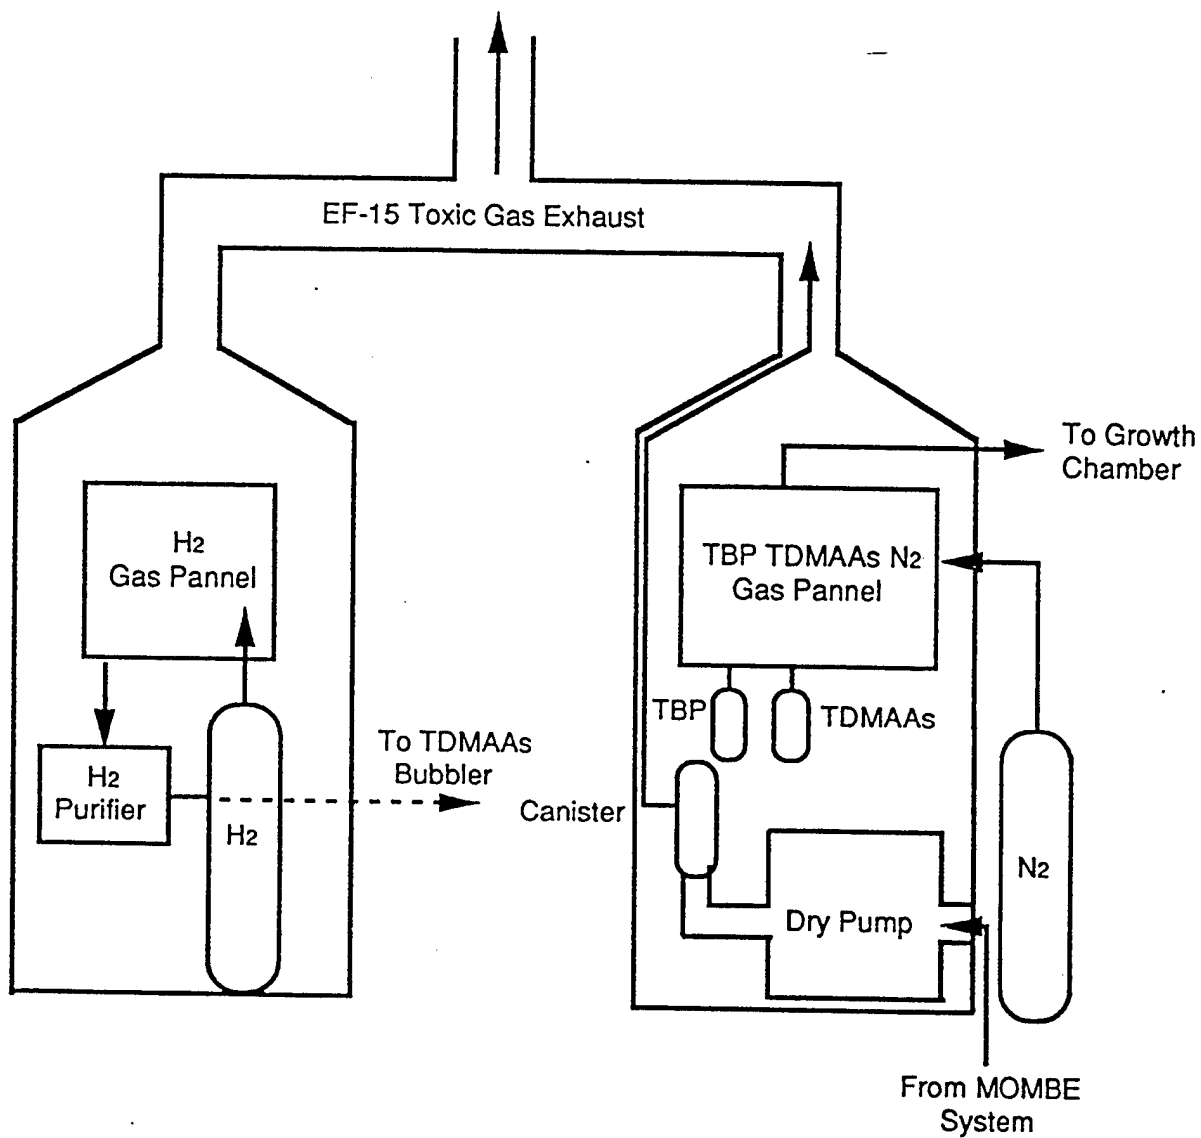 EF-15 Toxic Gas Exhaust
To Growth
Chamber
H2
Gas Pannel
TBP TDMAAs N2
Gas Pannel
TBP
TDMAAs
To TDMAAs
Bubbler
H2
Purifier
H2
Canister
N2
Dry Pump
From MOMBE
System